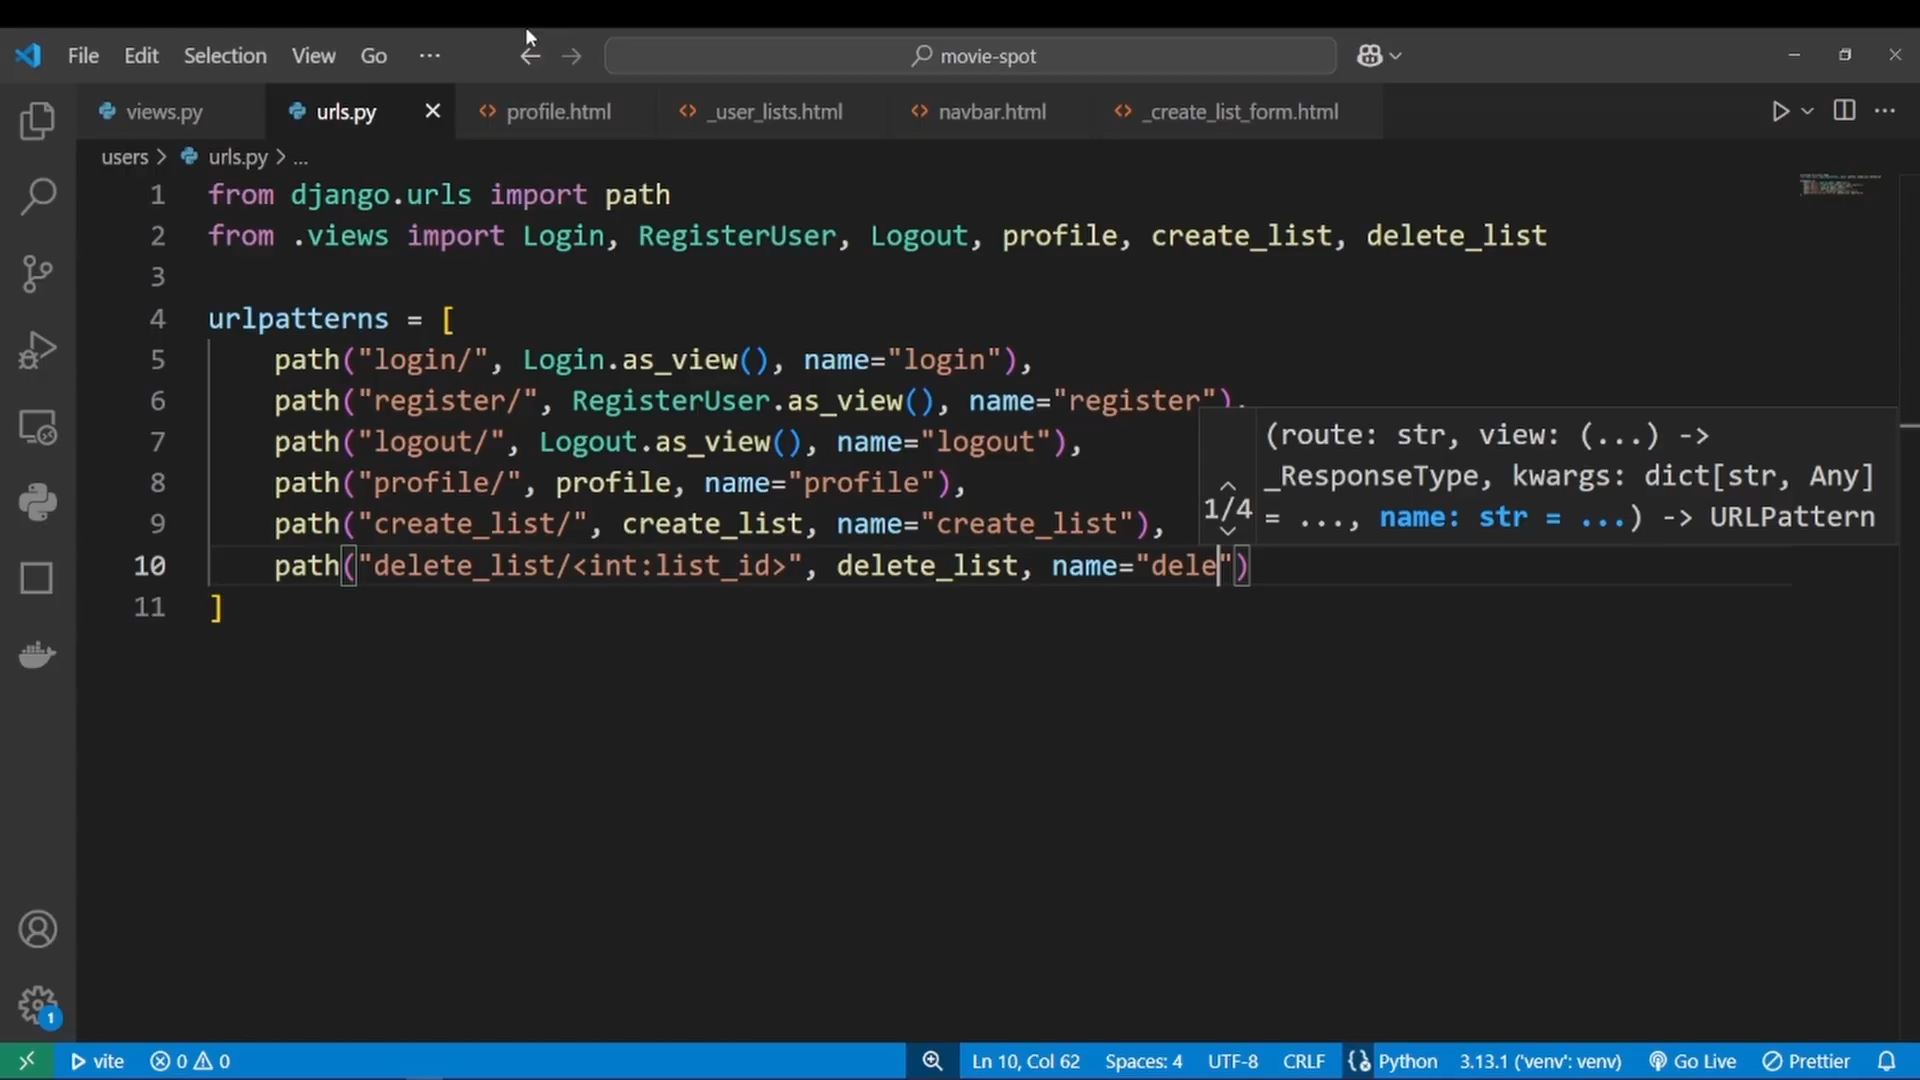 File Edit Selection View Go ··· movie-spot
views.py urls.py profile.html _user_lists.html navbar.html _create_list_form.html
users > urls.py > ...
1 from django.urls import path
2 from .views import Login, RegisterUser, Logout, profile, create_list, delete_list
3
4 urlpatterns = [
5 path("login/", Login.as_view(), name="login"),
6 path("register/", RegisterUser.as_view(), name="register"),
7 path("logout/", Logout.as_view(), name="logout"),
8 path("profile/", profile, name="profile"),
9 path("create_list/", create_list, name="create_list"),
10 path("delete_list/<int:list_id>", delete_list, name="dele")
11 ]
1/4
(route: str, view: (...) ->
_ResponseType, kwargs: dict[str, Any]
= ..., name: str = ...) -> URLPattern
1
vite 0 0 Ln 10, Col 62 Spaces: 4 UTF-8 CRLF Python 3.13.1 ('venv': venv) Go Live Prettier